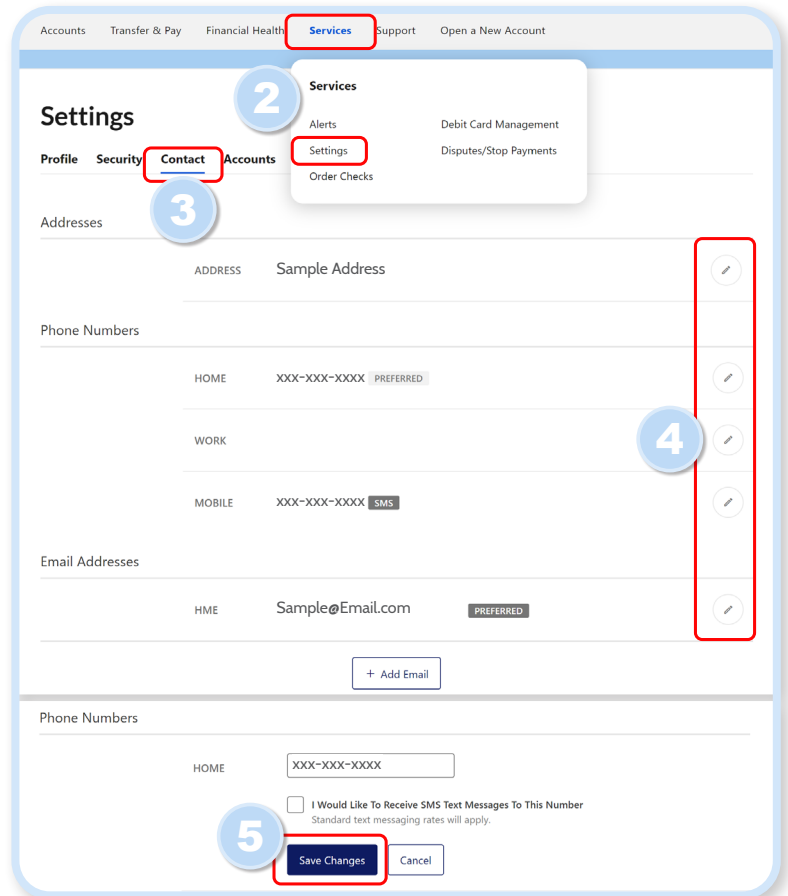 Accounts Transfer & Pay Financial Health Services Support Open a New Account
2
Services
Alerts Debit Card Management
Settings Disputes/Stop Payments
Order Checks
Settings
Profile Security Contact Accounts
3
Addresses
ADDRESS Sample Address
Phone Numbers
HOME XXX-XXX-XXXX PREFERRED
4
WORK
MOBILE XXX-XXX-XXXX SMS
Email Addresses
HME Sample@Email.com PREFERRED
+ Add Email
Phone Numbers
HOME XXX-XXX-XXXX
I Would Like To Receive SMS Text Messages To This Number
Standard text messaging rates will apply.
5
Save Changes Cancel